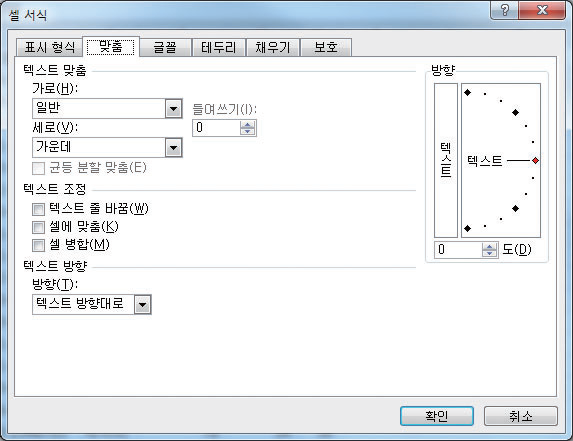 셀 서식
표시 형식 맞춤 글꼴 테두리 채우기 보호
텍스트 맞춤
가로(H):
일반
들여쓰기(I):
0
세로(V):
가운데
균등 분할 맞춤(E)
텍스트 조정
텍스트 줄 바꿈(W)
셀에 맞춤(K)
셀 병합(M)
텍스트 방향
방향(T):
텍스트 방향대로
방향
텍스트
텍스트
0 도(D)
확인 취소